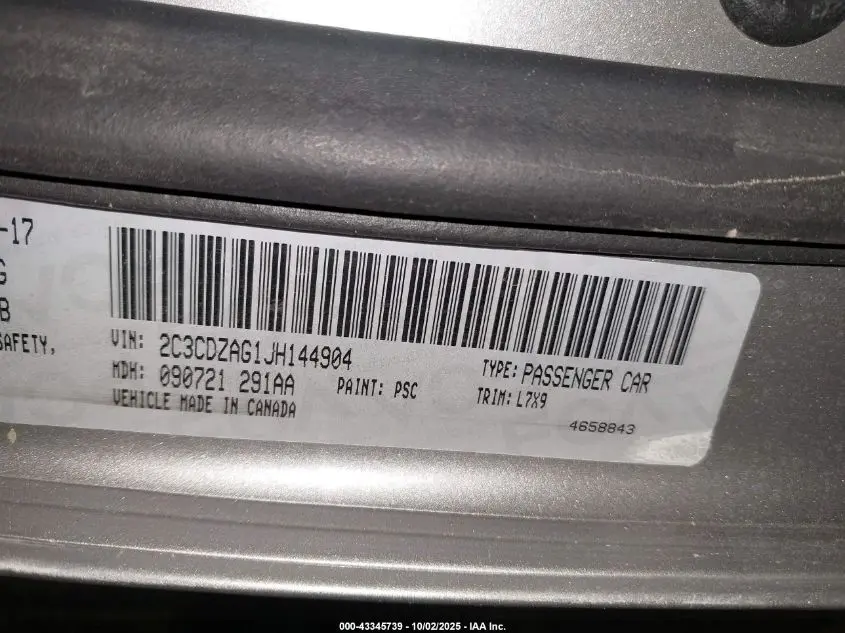 -17
G
B
SAFETY,
VIN: 2C3CDZAG1JH144904
TYPE: PASSENGER CAR
MDH: 090721 291AA
PAINT: PSC
TRIM: L7X9
VEHICLE MADE IN CANADA
4658843
000-43345739 - 10/02/2025 - IAA Inc.